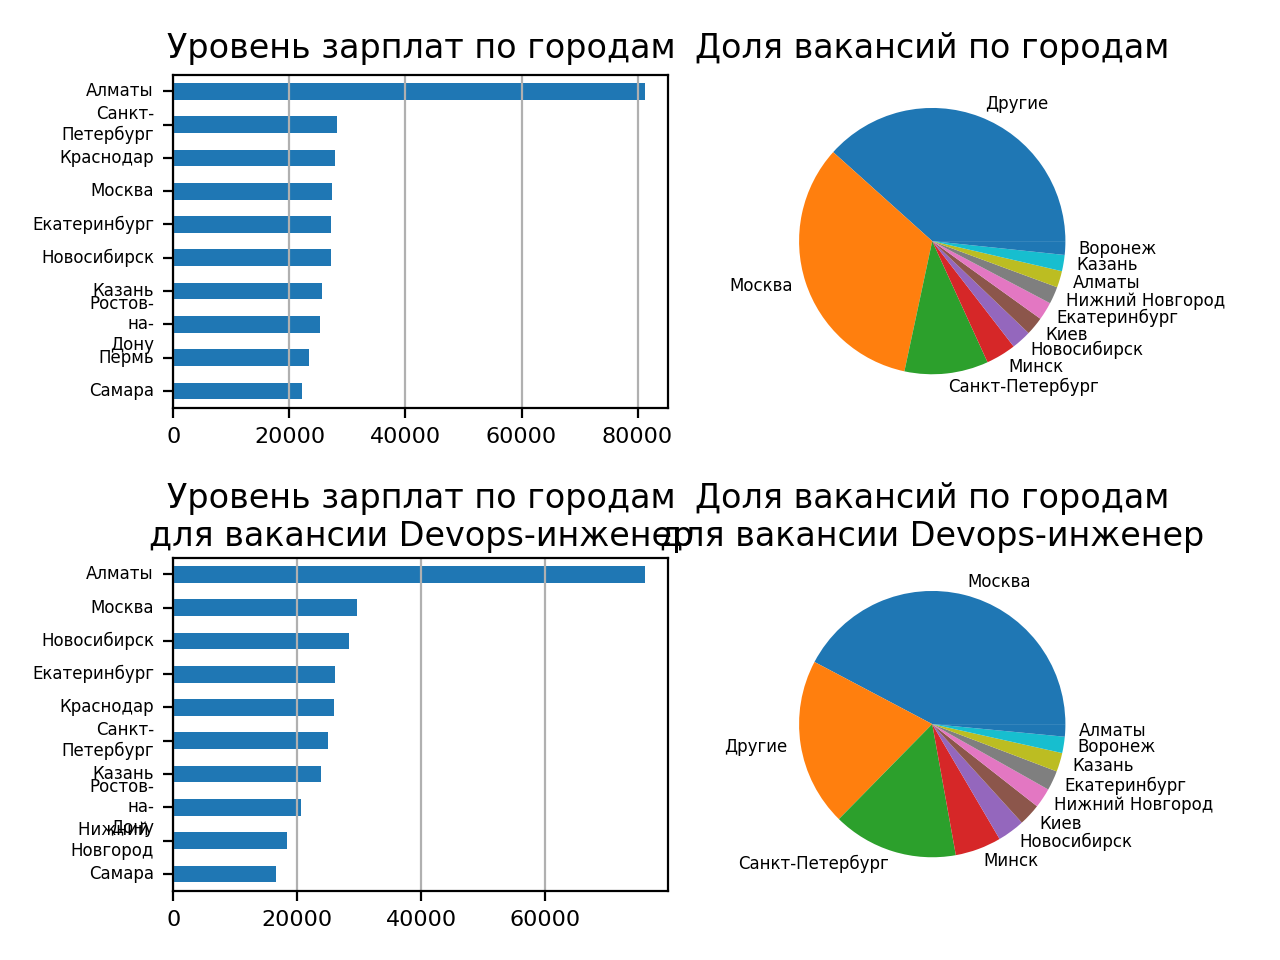 Уровень зарплат по городам
Алматы
Санкт-
Петербург
Краснодар
Москва
Екатеринбург
Новосибирск
Казань
Ростов-
на-
Дону
Пермь
Самара
0 20000 40000 60000 80000
Доля вакансий по городам
Другие
Москва
Санкт-Петербург
Минск
Новосибирск
Киев
Екатеринбург
Нижний Новгород
Алматы
Казань
Воронеж
Уровень зарплат по городам
для вакансии Devops-инженер
Алматы
Москва
Новосибирск
Екатеринбург
Краснодар
Санкт-
Петербург
Казань
Ростов-
на-
Дону
Нижний
Новгород
Самара
0 20000 40000 60000
Доля вакансий по городам
для вакансии Devops-инженер
Москва
Другие
Санкт-Петербург
Минск
Новосибирск
Киев
Нижний Новгород
Екатеринбург
Казань
Воронеж
Алматы